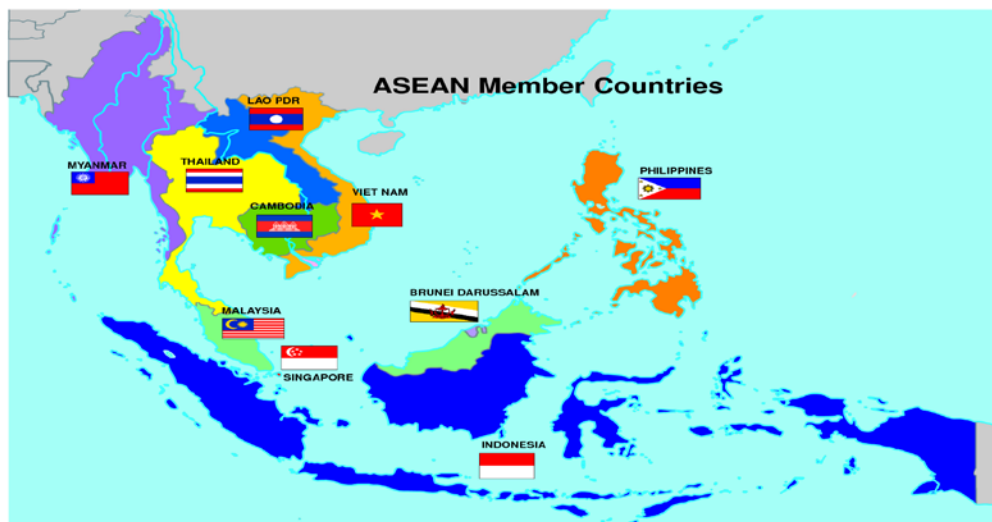 ASEAN Member Countries
LAO PDR
MYANMAR
THAILAND
PHILIPPINES
VIET NAM
CAMBODIA
BRUNEI DARUSSALAM
MALAYSIA
SINGAPORE
INDONESIA